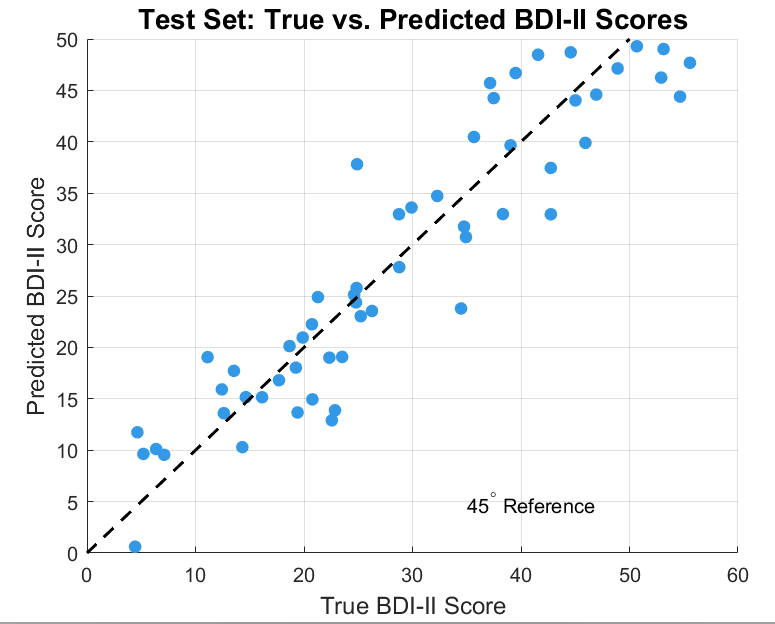 Test Set: True vs. Predicted BDI-II Scores
50
45
40
35
30
25
20
15
10
5
0
Predicted BDI-II Score
45° Reference
0 10 20 30 40 50 60
True BDI-II Score